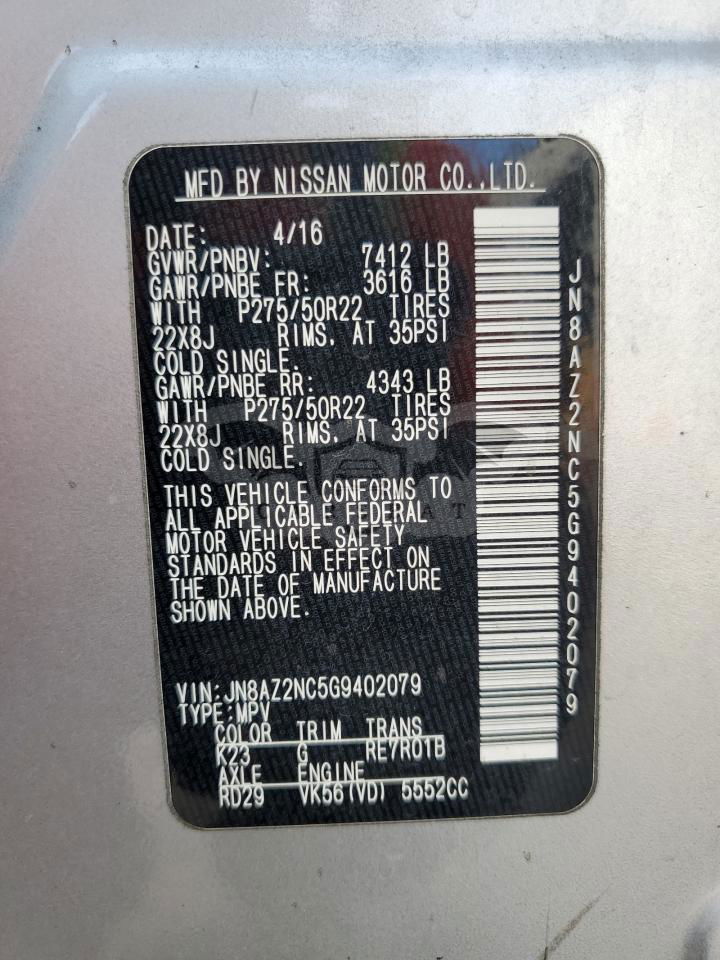 MFD BY NISSAN MOTOR CO.,LTD.
DATE: 4/16
GVWR/PNBV: 7412 LB
GAWR/PNBE FR: 3616 LB
WITH P275/50R22 TIRES
22X8J RIMS, AT 35PSI
COLD SINGLE.
GAWR/PNBE RR: 4343 LB
WITH P275/50R22 TIRES
22X8J RIMS, AT 35PSI
COLD SINGLE.
THIS VEHICLE CONFORMS TO
ALL APPLICABLE FEDERAL
MOTOR VEHICLE SAFETY
STANDARDS IN EFFECT ON
THE DATE OF MANUFACTURE
SHOWN ABOVE.
VIN:JN8AZ2NC5G9402079
TYPE:MPV
COLOR TRIM TRANS
K23 G RE7R01B
AXLE ENGINE
RD29 VK56(VD) 5552CC
JN8AZ2NC5G9402079